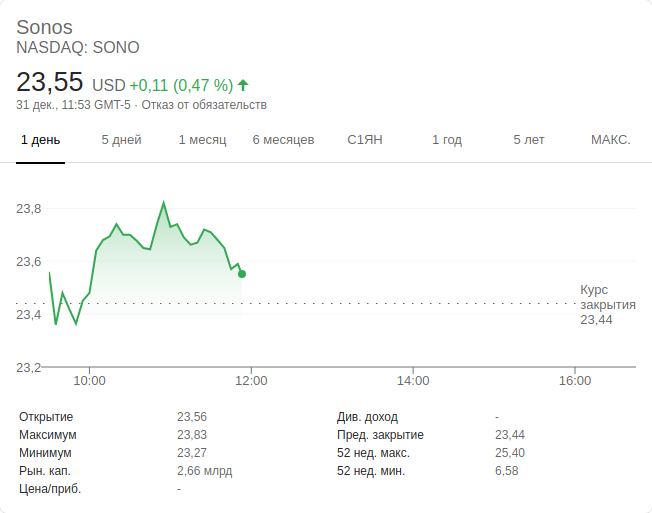 Sonos
NASDAQ: SONO
23,55 USD +0,11 (0,47 %)
31 дек., 11:53 GMT-5 · Отказ от обязательств
1 день 5 дней 1 месяц 6 месяцев С1ЯН 1 год 5 лет МАКС.
23,8
23,6
Курс
закрытия
23,44
23,4
23,2
10:00 12:00 14:00 16:00
Открытие 23,56 Див. доход -
Максимум 23,83 Пред. закрытие 23,44
Минимум 23,27 52 нед. макс. 25,40
Рын. кап. 2,66 млрд 52 нед. мин. 6,58
Цена/приб. -